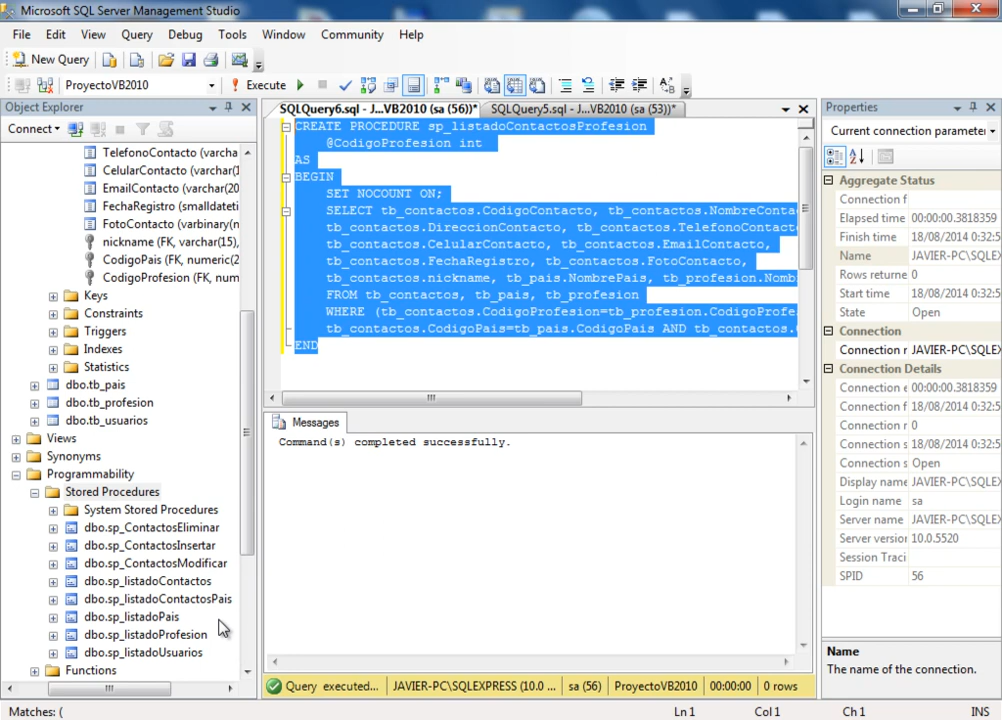 Microsoft SQL Server Management Studio
File Edit View Query Debug Tools Window Community Help
New Query
ProyectoVB2010 Execute
Object Explorer
Connect
TelefonoContacto (varcha
CelularContacto (varchar(
EmailContacto (varchar(20
FechaRegistro (smalldateti
FotoContacto (varbinary(n
nickname (FK, varchar(15),
CodigoPais (FK, numeric(2
CodigoProfesion (FK, num
Keys
Constraints
Triggers
Indexes
Statistics
dbo.tb_pais
dbo.tb_profesion
dbo.tb_usuarios
Views
Synonyms
Programmability
Stored Procedures
System Stored Procedures
dbo.sp_ContactosEliminar
dbo.sp_ContactosInsertar
dbo.sp_ContactosModificar
dbo.sp_listadoContactos
dbo.sp_listadoContactosPais
dbo.sp_listadoPais
dbo.sp_listadoProfesion
dbo.sp_listadoUsuarios
Functions
SQLQuery6.sql - J...VB2010 (sa (56))* SQLQuery5.sql - J...VB2010 (sa (53))*
CREATE PROCEDURE sp_listadoContactosProfesion
@CodigoProfesion int
AS
BEGIN
SET NOCOUNT ON;
SELECT tb_contactos.CodigoContacto, tb_contactos.NombreConta
tb_contactos.DireccionContacto, tb_contactos.TelefonoContacto
tb_contactos.CelularContacto, tb_contactos.EmailContacto,
tb_contactos.FechaRegistro, tb_contactos.FotoContacto,
tb_contactos.nickname, tb_pais.NombrePais, tb_profesion.Nomb
FROM tb_contactos, tb_pais, tb_profesion
WHERE (tb_contactos.CodigoProfesion=tb_profesion.CodigoProfe
tb_contactos.CodigoPais=tb_pais.CodigoPais AND tb_contactos.
END
Messages
Command(s) completed successfully.
Query executed... JAVIER-PC\SQLEXPRESS (10.0 ... sa (56) ProyectoVB2010 00:00:00 0 rows
Properties
Current connection parameter
Aggregate Status
Connection f
Elapsed time 00:00:00.3818359
Finish time 18/08/2014 0:32:5
Name JAVIER-PC\SQLEX
Rows returne 0
Start time 18/08/2014 0:32:5
State Open
Connection
Connection r JAVIER-PC\SQLEX
Connection Details
Connection e 00:00:00.3818359
Connection f 18/08/2014 0:32:5
Connection r 0
Connection s 18/08/2014 0:32:5
Connection s Open
Display name JAVIER-PC\SQLEX
Login name sa
Server name JAVIER-PC\SQLEX
Server version 10.0.5520
Session Traci
SPID 56
Name
The name of the connection.
Matches: ( Ln 1 Col 1 Ch 1 INS